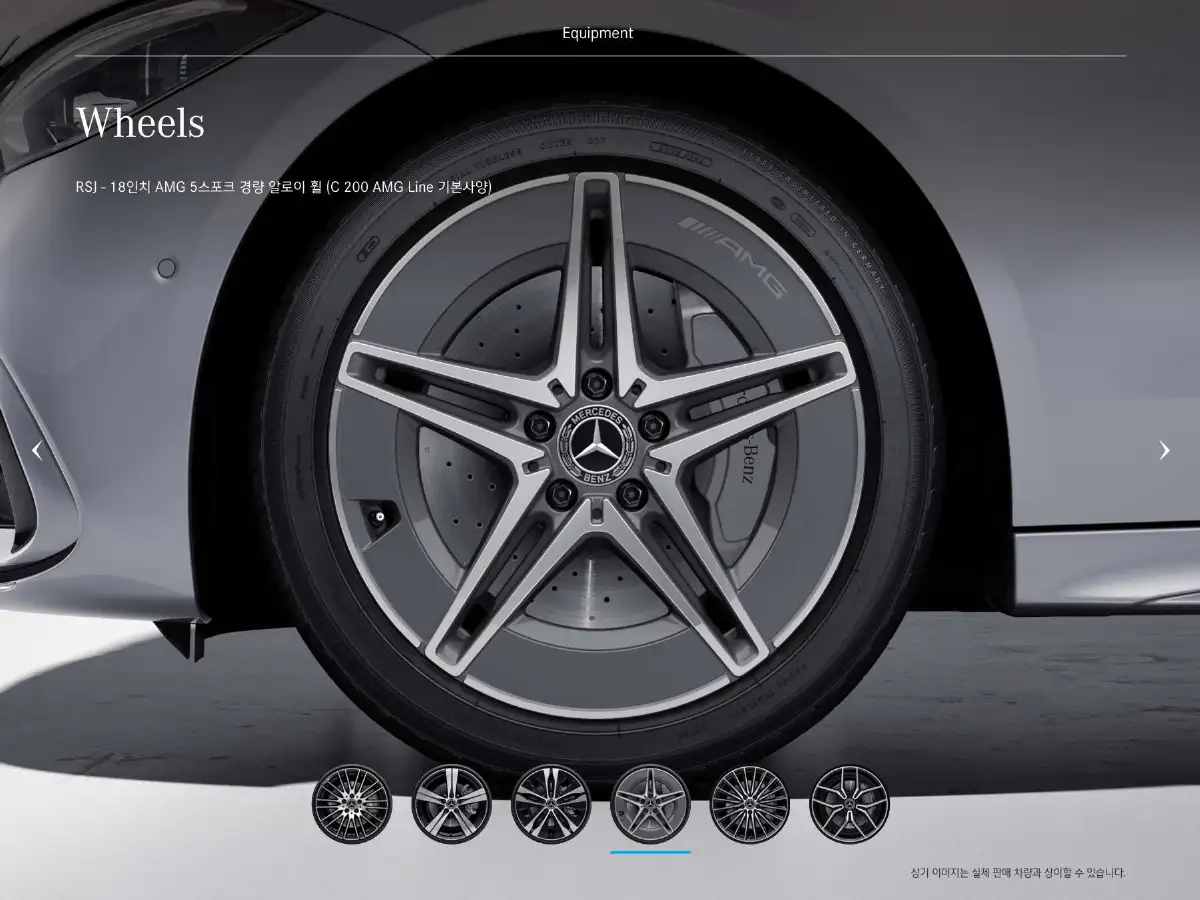 Equipment
Wheels
RSJ - 18인치 AMG 5스포크 경량 알로이 휠 (C 200 AMG Line 기본사양)
AMG
MERCEDES
BENZ
-Benz
상기 이미지는 실제 판매 차량과 상이할 수 있습니다.